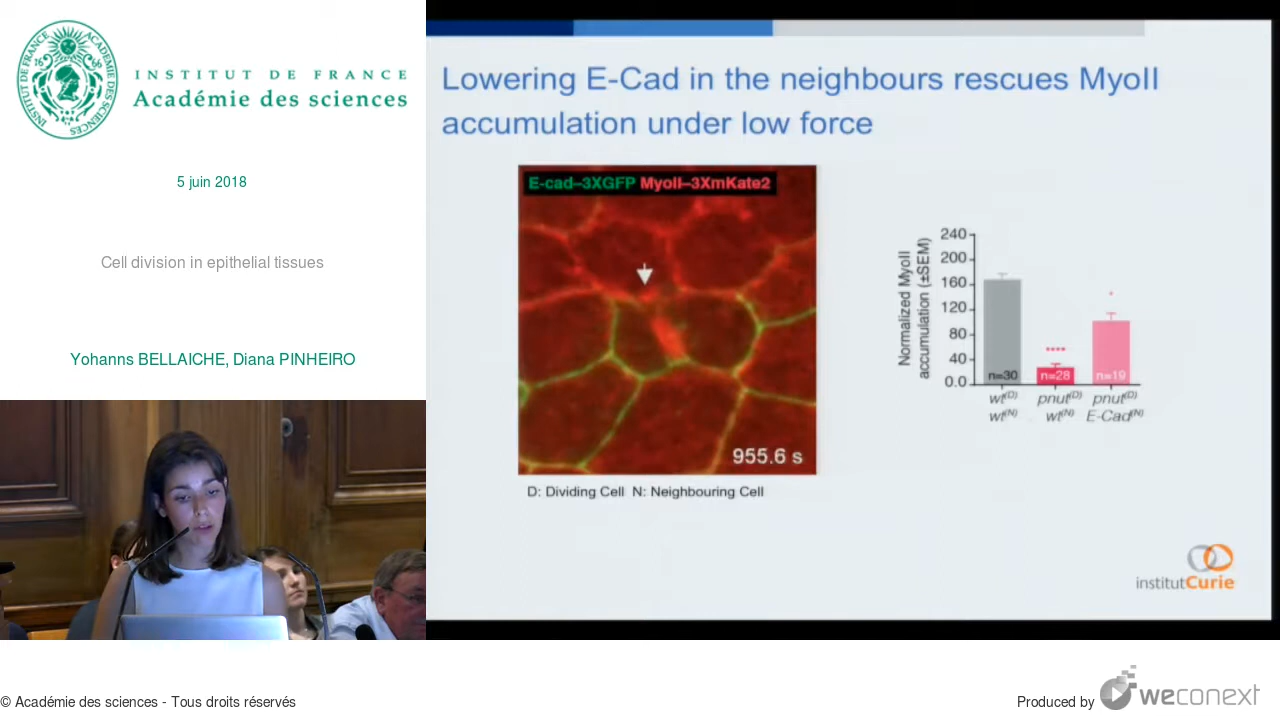 INSTITUT DE FRANCE
Académie des sciences
5 juin 2018
Cell division in epithelial tissues
Yohanns BELLAICHE, Diana PINHEIRO
Lowering E-Cad in the neighbours rescues MyoII
accumulation under low force
E-cad–3XGFP MyoII–3XmKate2
955.6 s
D: Dividing Cell N: Neighbouring Cell
Normalized MyoII
accumulation (±SEM)
240
200
160
120
80
40
0.0
n=30 n=28 n=19
wt(D) pnut(D) pnut(D)
wt(N) wt(N) E-Cad(N)
institutCurie
© Académie des sciences - Tous droits réservés
Produced by weconext